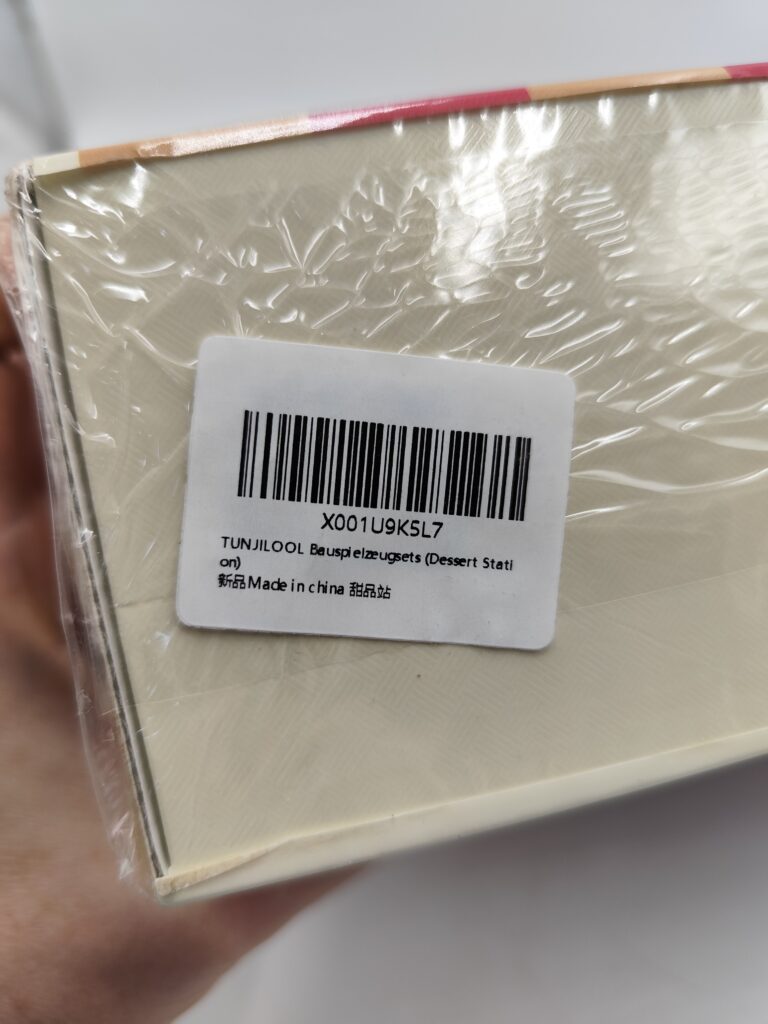 X001U9K5L7
TUNJILOOL Bauspielzeugsets (Dessert Stati
on)
新品Made in china 甜品站